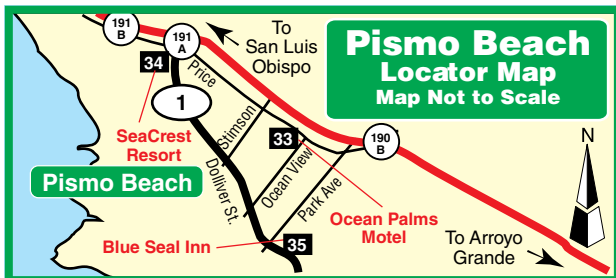 191
B
191
A
To
San Luis
Obispo
Pismo Beach
Locator Map
Map Not to Scale
34
Price
1
SeaCrest
Resort
Stimson
33
190
B
N
Pismo Beach
Dolliver St.
Ocean View
Park Ave
Ocean Palms
Motel
Blue Seal Inn
35
To Arroyo
Grande